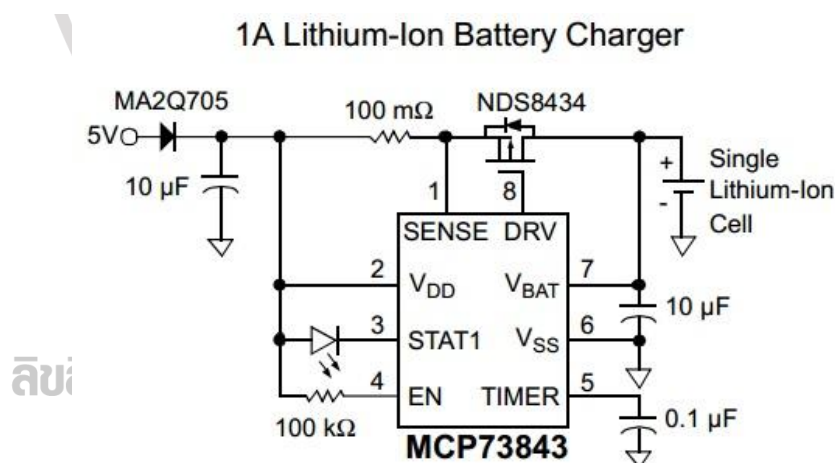 1A Lithium-Ion Battery Charger
MA2Q705
100 mΩ
NDS8434
5V
10 µF
1
8
+
-
Single
Lithium-Ion
Cell
SENSE DRV
2
VDD
VBAT
7
10 µF
3
STAT1
VSS
6
4
EN
TIMER
5
100 kΩ
0.1 µF
MCP73843